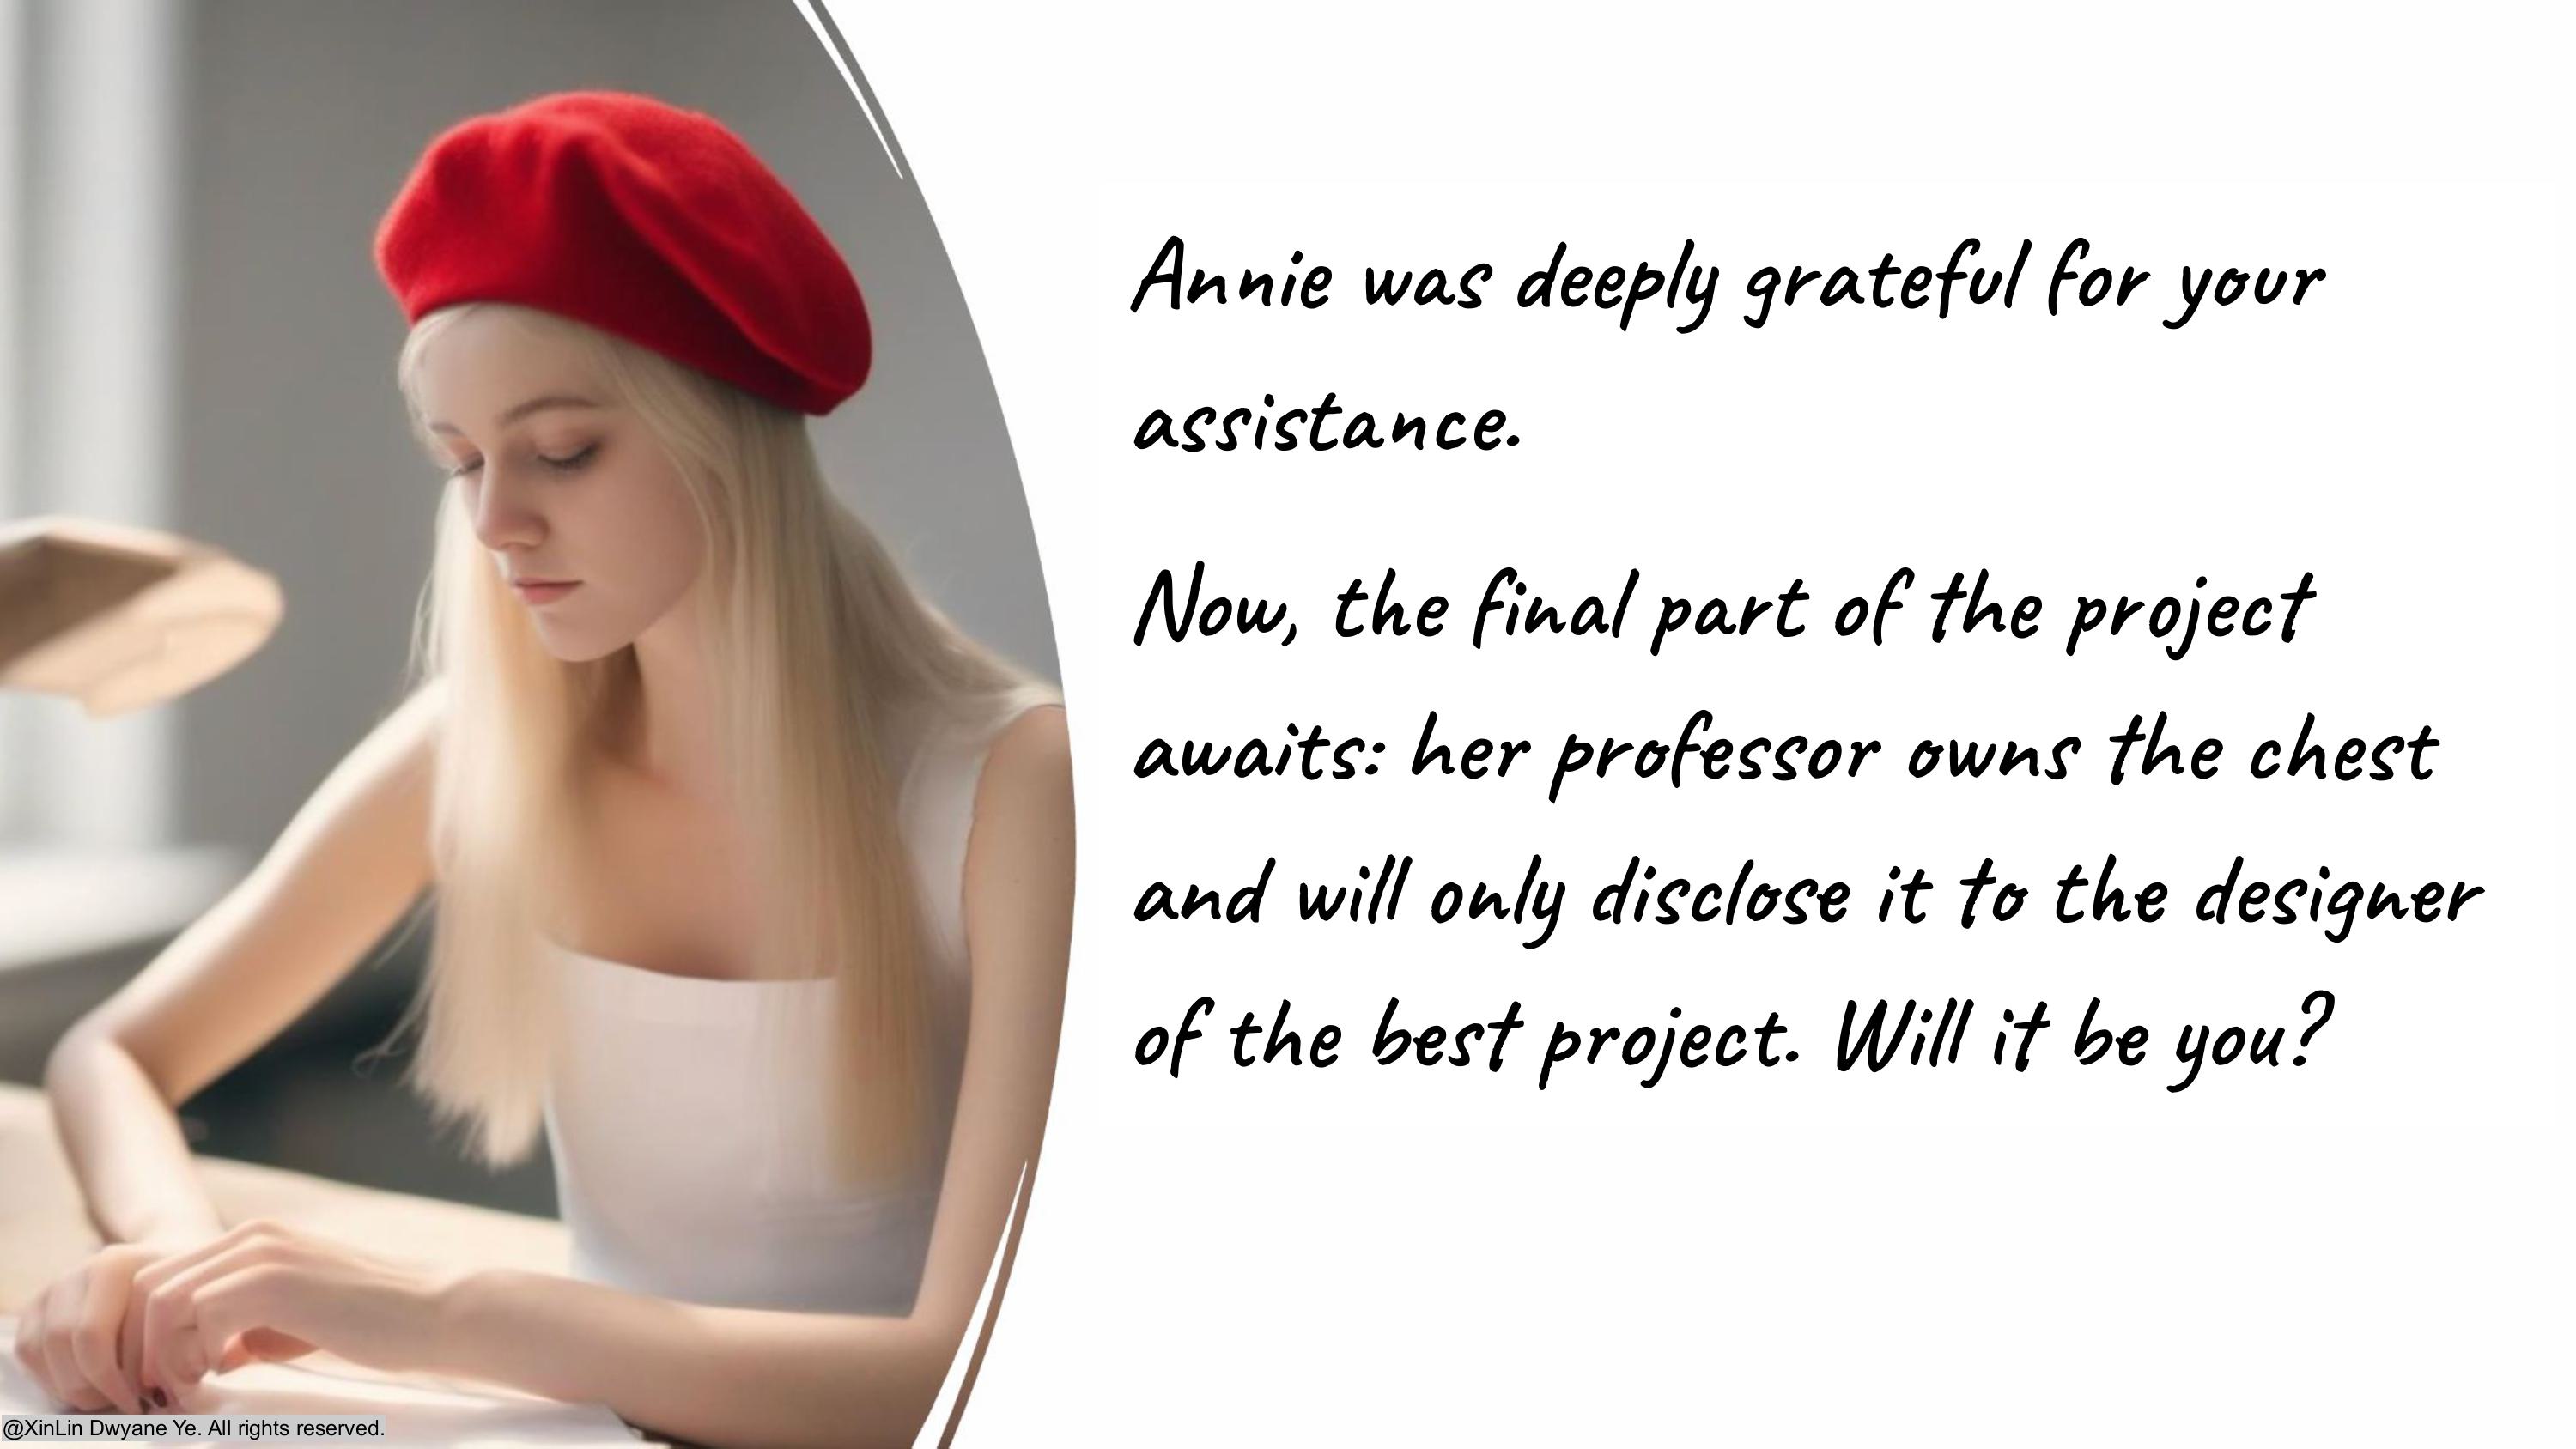 Annie was deeply grateful for your
assistance.
Now, the final part of the project
awaits: her professor owns the chest
and will only disclose it to the designer
of the best project. Will it be you?
@XinLin Dwyane Ye. All rights reserved.